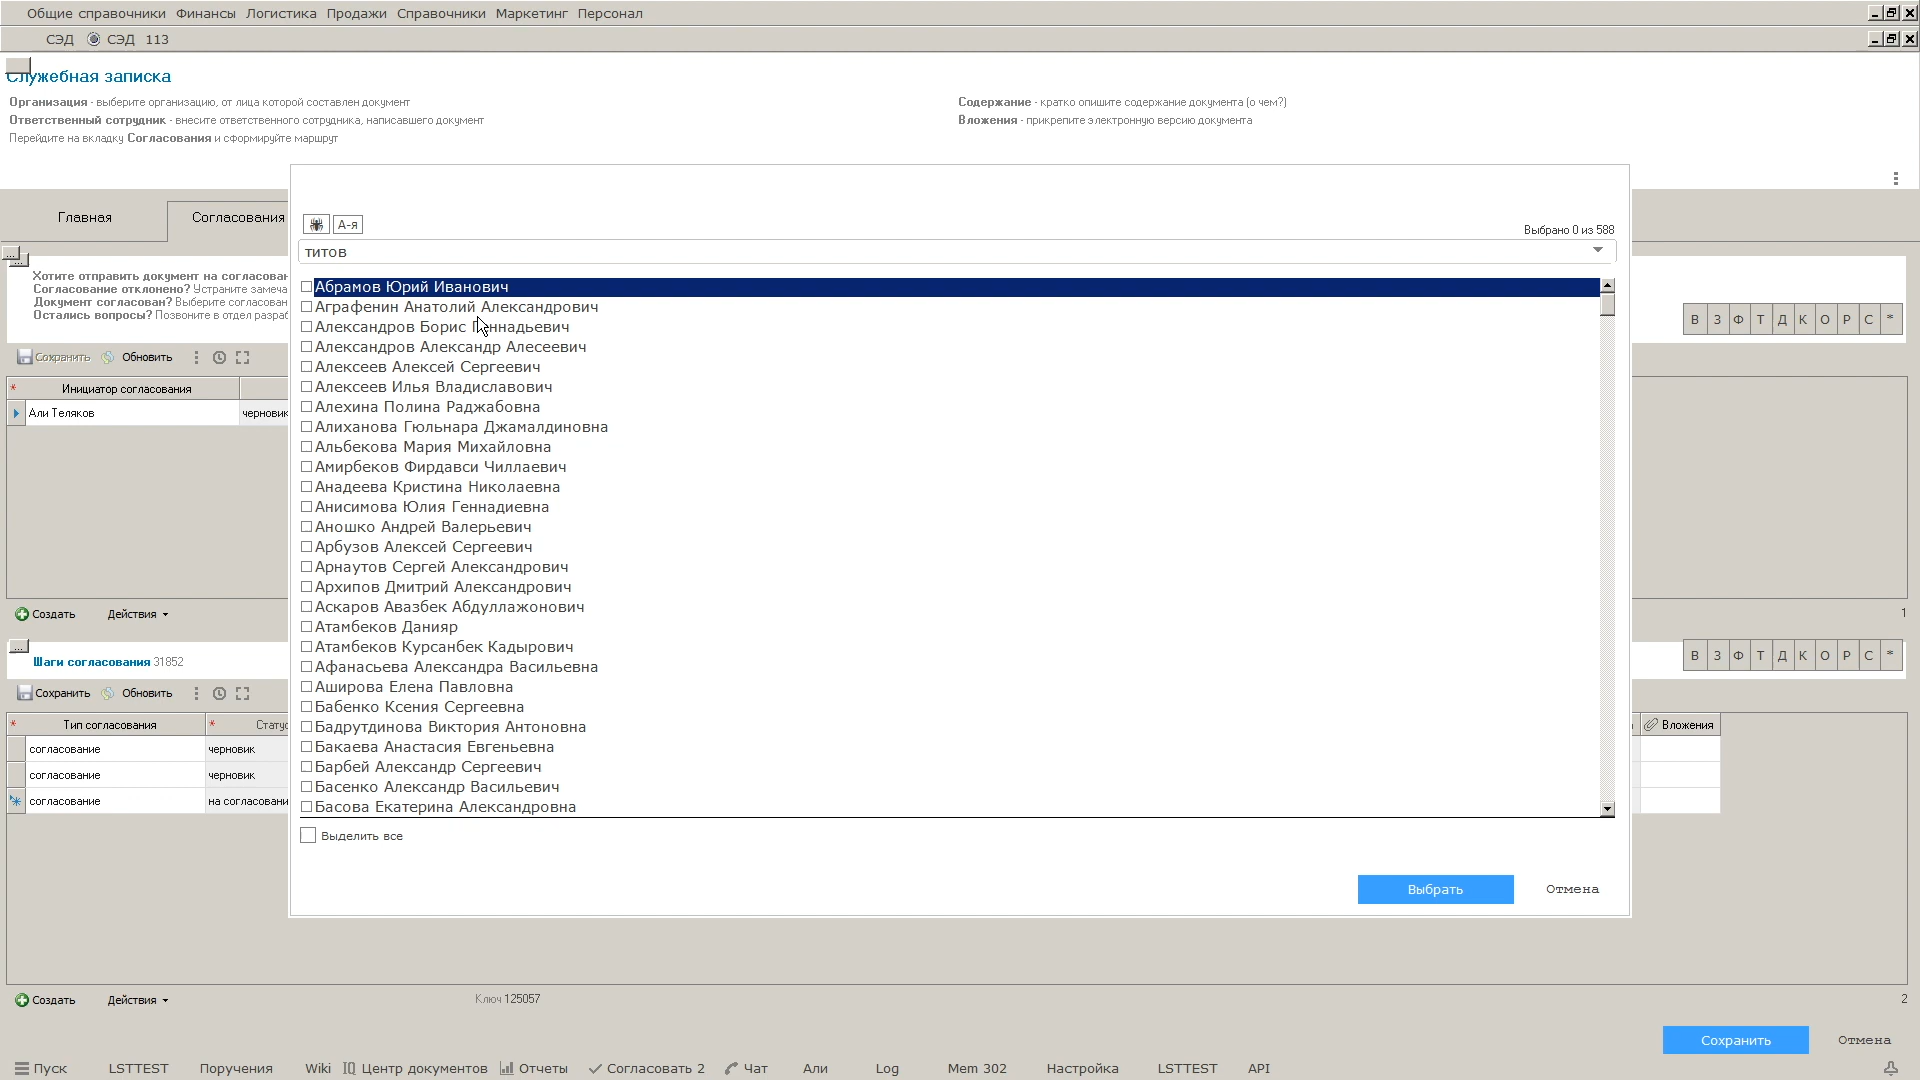 Общие справочники Финансы Логистика Продажи Справочники Маркетинг Персонал
СЭД СЭД 113
Служебная записка
Организация - выберите организацию, от лица которой составлен документ
Ответственный сотрудник - внесите ответственного сотрудника, написавшего документ
Перейдите на вкладку Согласования и сформируйте маршрут
Содержание - кратко опишите содержание документа (о чем?)
Вложения - прикрепите электронную версию документа
Главная Согласования
Хотите отправить документ на согласован
Согласование отклонено? Устраните замеча
Документ согласован? Выберите согласован
Остались вопросы? Позвоните в отдел разраб
В З Ф Т Д К О Р С *
Сохранить Обновить
* Инициатор согласования
Али Теляков черновик
Создать Действия 1
А-я
Выбрано 0 из 588
титов
Абрамов Юрий Иванович
Аграфенин Анатолий Александрович
Александров Борис Геннадьевич
Александров Александр Алесеевич
Алексеев Алексей Сергеевич
Алексеев Илья Владиславович
Алехина Полина Раджабовна
Алиханова Гюльнара Джамалдиновна
Альбекова Мария Михайловна
Амирбеков Фирдавси Чиллаевич
Анадеева Кристина Николаевна
Анисимова Юлия Геннадиевна
Аношко Андрей Валерьевич
Арбузов Алексей Сергеевич
Арнаутов Сергей Александрович
Архипов Дмитрий Александрович
Аскаров Авазбек Абдуллажонович
Атамбеков Данияр
Атамбеков Курсанбек Кадырович
Афанасьева Александра Васильевна
Аширова Елена Павловна
Бабенко Ксения Сергеевна
Бадрутдинова Виктория Антоновна
Бакаева Анастасия Евгеньевна
Барбей Александр Сергеевич
Басенко Александр Васильевич
Басова Екатерина Александровна
Выделить все
Выбрать Отмена
... Шаги согласования 31852
В З Ф Т Д К О Р С *
Сохранить Обновить
* Тип согласования * Статус Вложения
согласование черновик
согласование черновик
согласование на согласовани
Создать Действия Ключ 125057 2
Сохранить Отмена
Пуск LSTTEST Поручения Wiki Центр документов Отчеты Согласовать 2 Чат Али Log Mem 302 Настройка LSTTEST API